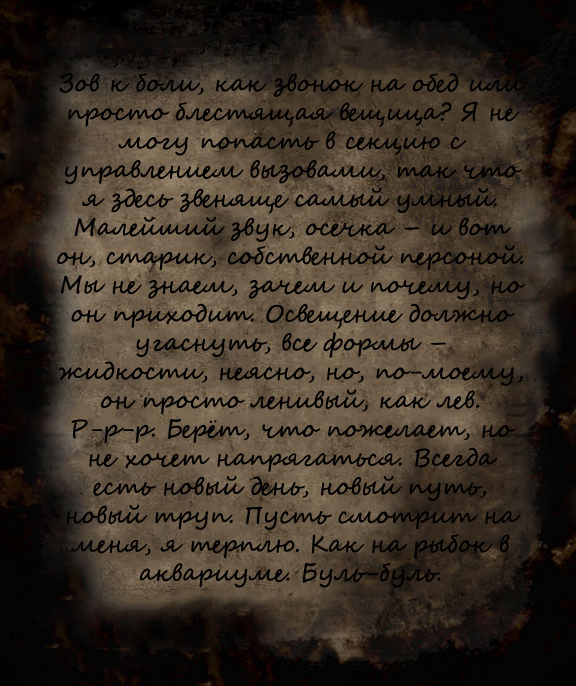 Зов к боли, как звонок на обед или
просто блестящая вещица? Я не
могу попасть в секцию с
управлением вызовами, так что
я здесь звеняще самый умный.
Малейший звук, осечка – и вот
он, старик, собственной персоной.
Мы не знаем, зачем и почему, но
он приходит. Освещение должно
угаснуть, все формы –
жидкости, неясно, но, по-моему,
он просто ленивый, как лев.
Р-р-р. Берёт, что пожелает, но
не хочет напрягаться. Всегда
есть новый день, новый путь,
новый труп. Пусть смотрит на
меня, я терплю. Как на рыбок в
аквариуме. Буль-буль.